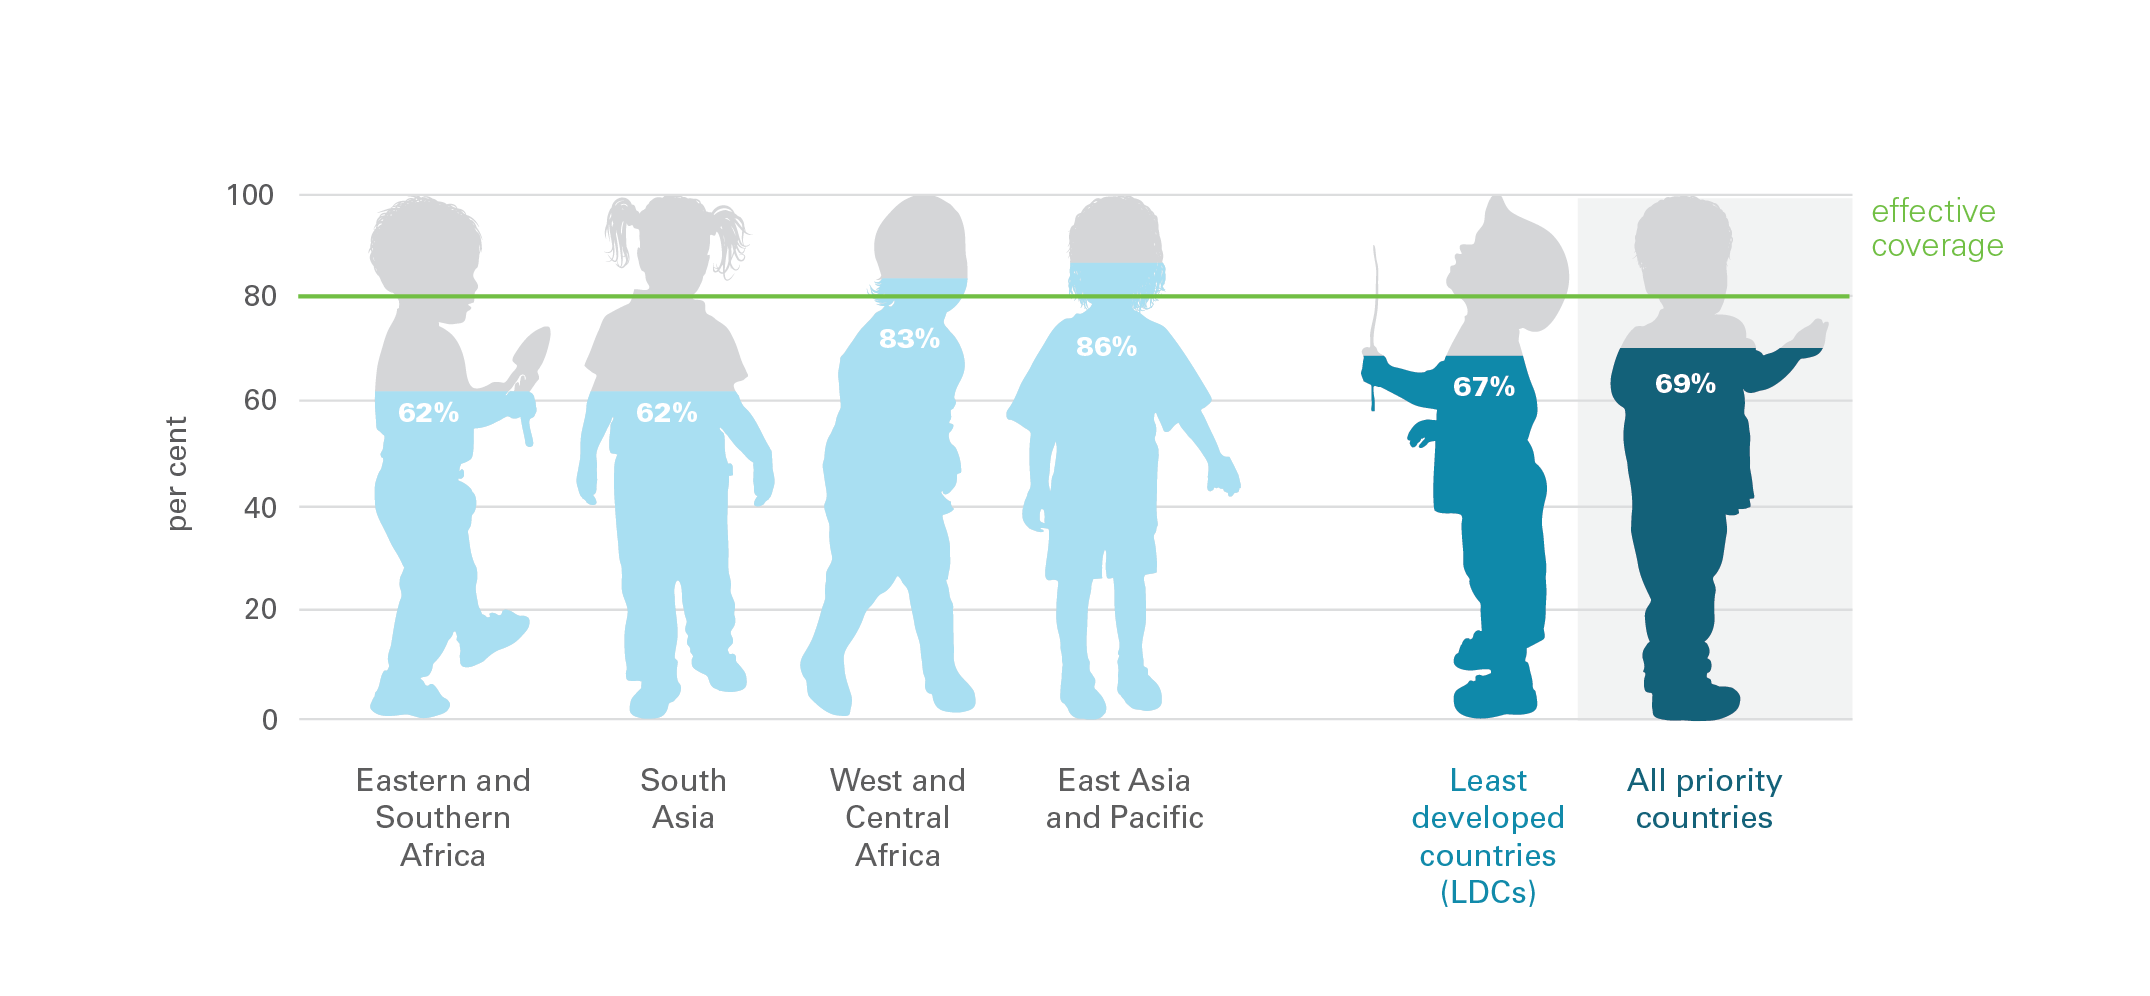 100
80
60
40
20
0
per cent
effective
coverage
62%
62%
83%
86%
67%
69%
Eastern and
Southern
Africa
South
Asia
West and
Central
Africa
East Asia
and Pacific
Least
developed
countries
(LDCs)
All priority
countries